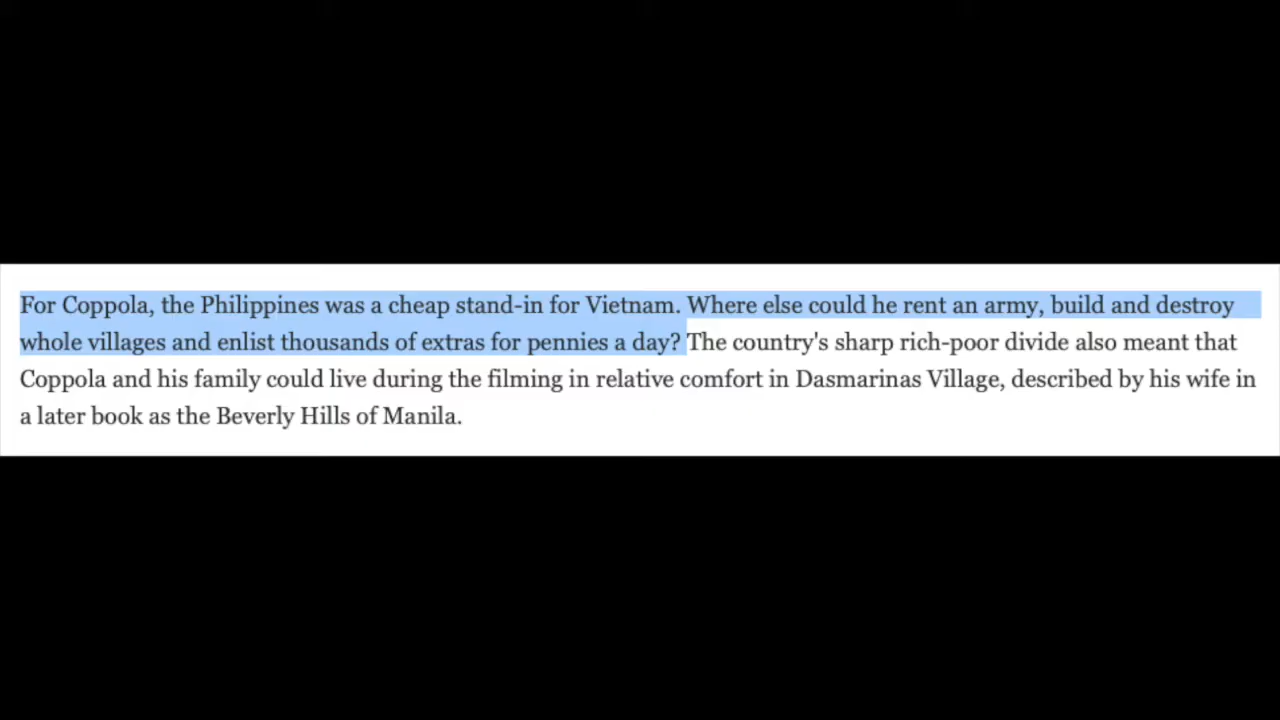 For Coppola, the Philippines was a cheap stand-in for Vietnam. Where else could he rent an army, build and destroy
whole villages and enlist thousands of extras for pennies a day? The country's sharp rich-poor divide also meant that
Coppola and his family could live during the filming in relative comfort in Dasmarinas Village, described by his wife in
a later book as the Beverly Hills of Manila.